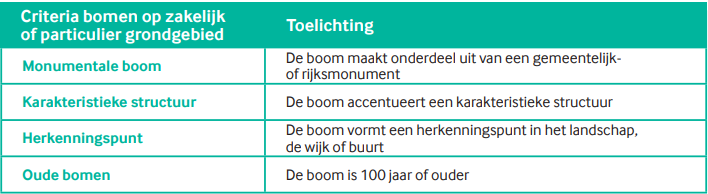 Criteria bomen op zakelijk
of particulier grondgebied
Toelichting
Monumentale boom
De boom maakt onderdeel uit van een gemeentelijk-
of rijksmonument
Karakteristieke structuur
De boom accentueert een karakteristieke structuur
Herkenningspunt
De boom vormt een herkenningspunt in het landschap,
de wijk of buurt
Oude bomen
De boom is 100 jaar of ouder